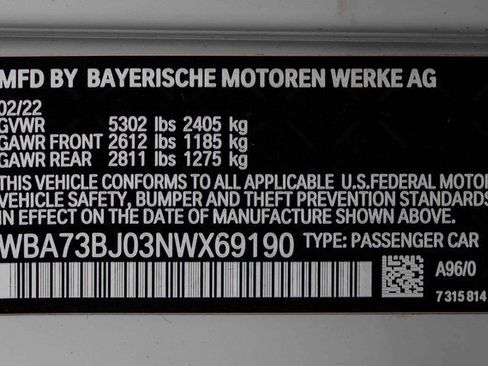 MFD BY BAYERISCHE MOTOREN WERKE AG
02/22
GVWR 5302 lbs 2405 kg
GAWR FRONT 2612 lbs 1185 kg
GAWR REAR 2811 lbs 1275 kg
THIS VEHICLE CONFORMS TO ALL APPLICABLE U.S.FEDERAL MOTOR
VEHICLE SAFETY, BUMPER AND THEFT PREVENTION
STANDARDS IN EFFECT ON THE DATE OF MANUFACTURE SHOWN ABOVE.
WBA73BJ03NWX69190 TYPE: PASSENGER CAR
A96/0
7 315 814